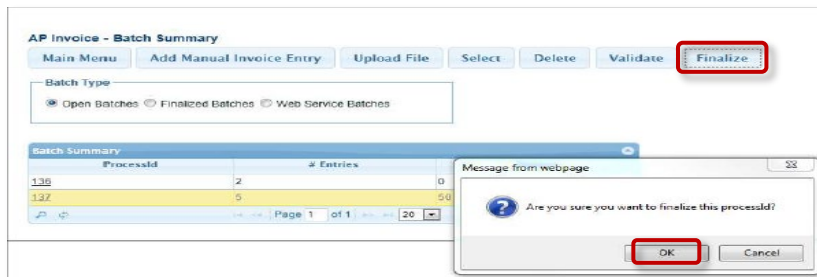 AP Invoice - Batch Summary
Main Menu Add Manual Invoice Entry Upload File Select Delete Validate Finalize
Batch Type
Open Batches Finalized Batches Web Service Batches
Batch Summary
ProcessId # Entries
136 2 0
137 5 50
Page 1 of 1 20
Message from webpage
Are you sure you want to finalize this processId?
OK Cancel